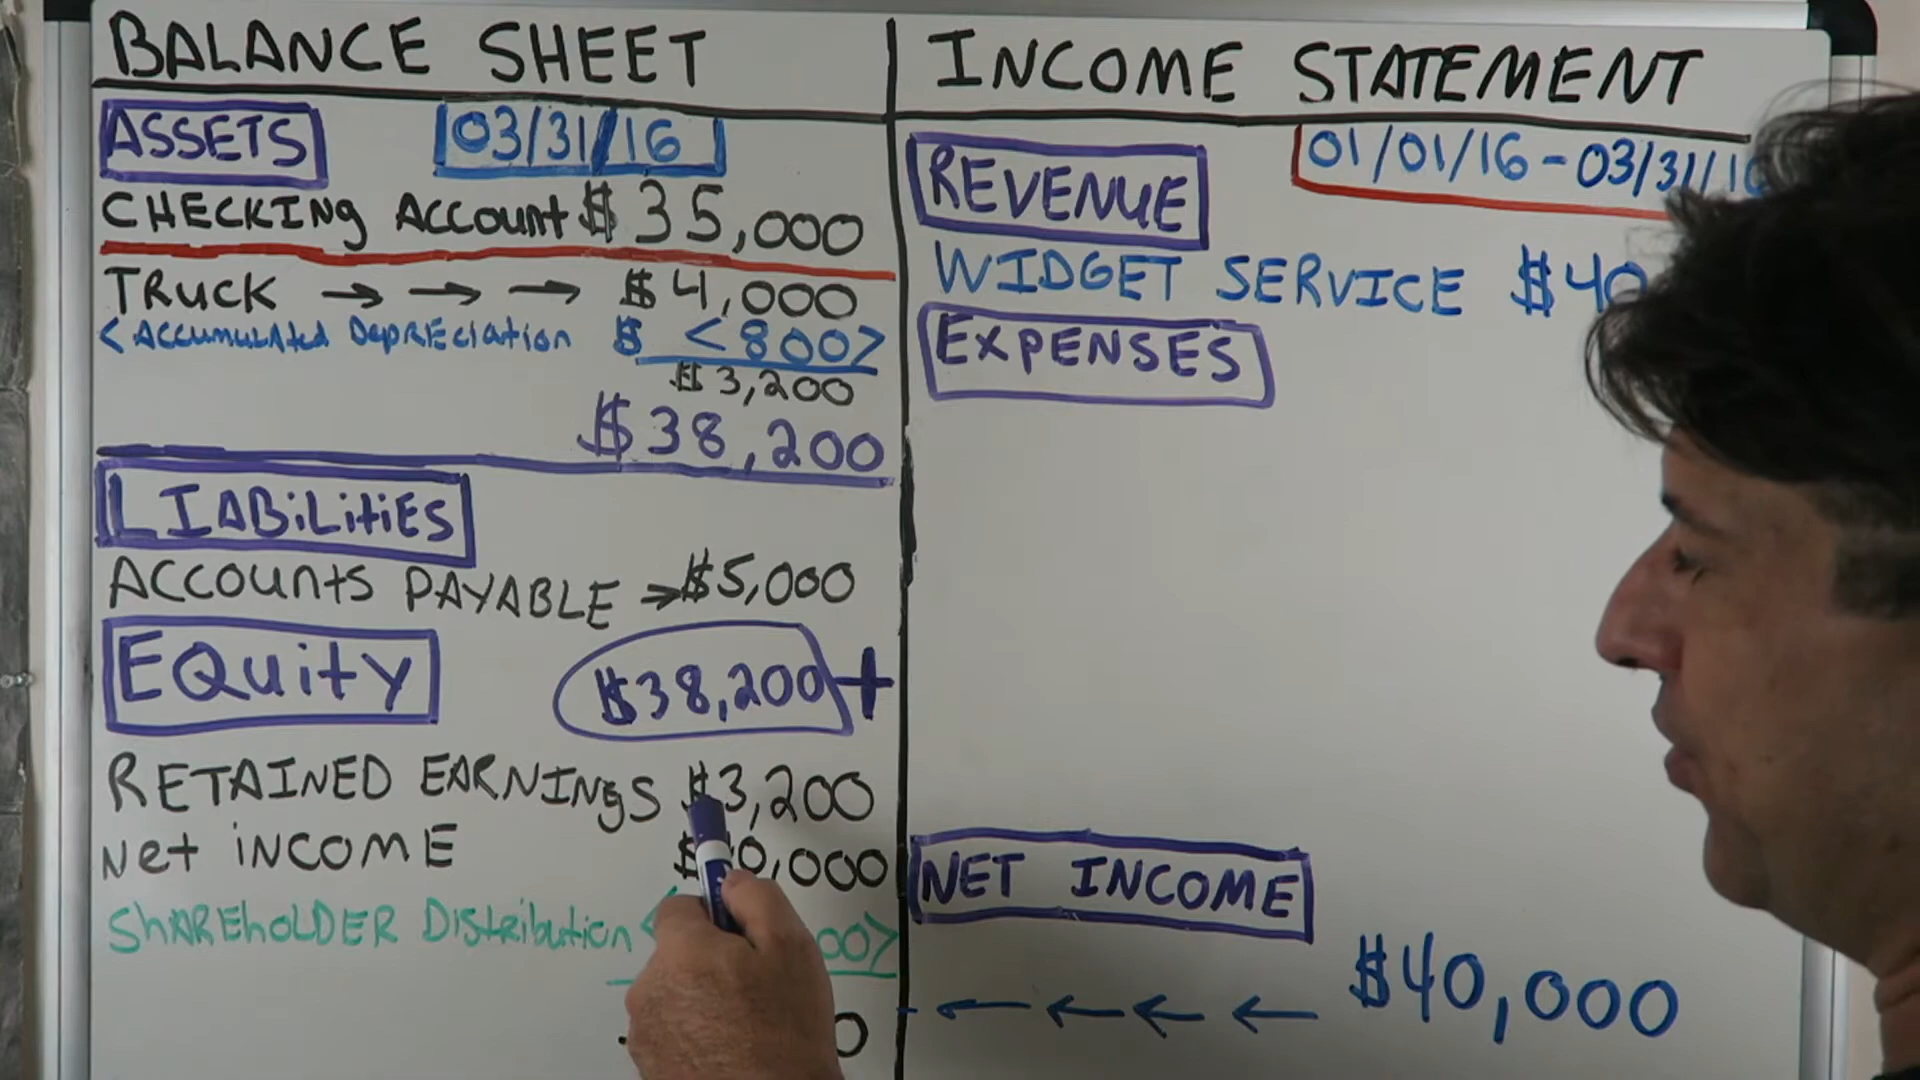 BALANCE SHEET
ASSETS 03/31/16
CHECKINg ACCOunt $35,000
TRucK → → → $4,000
<AccumulAted DepREciation $ <800>
$3,200
$38,200
LIABiLitiES
ACCOuntS PAYABLE → $5,000
EQuity $38,200 +
RETAINED EARNINgS $3,200
Net iNCOME
ShAREhoLDER Distribution <
INCOME STATEMENT
REVENUE 01/01/16 - 03/31/16
WIDGET SERVICE $40
EXPENSES
NET INCOME
$40,000
← ← ← ←